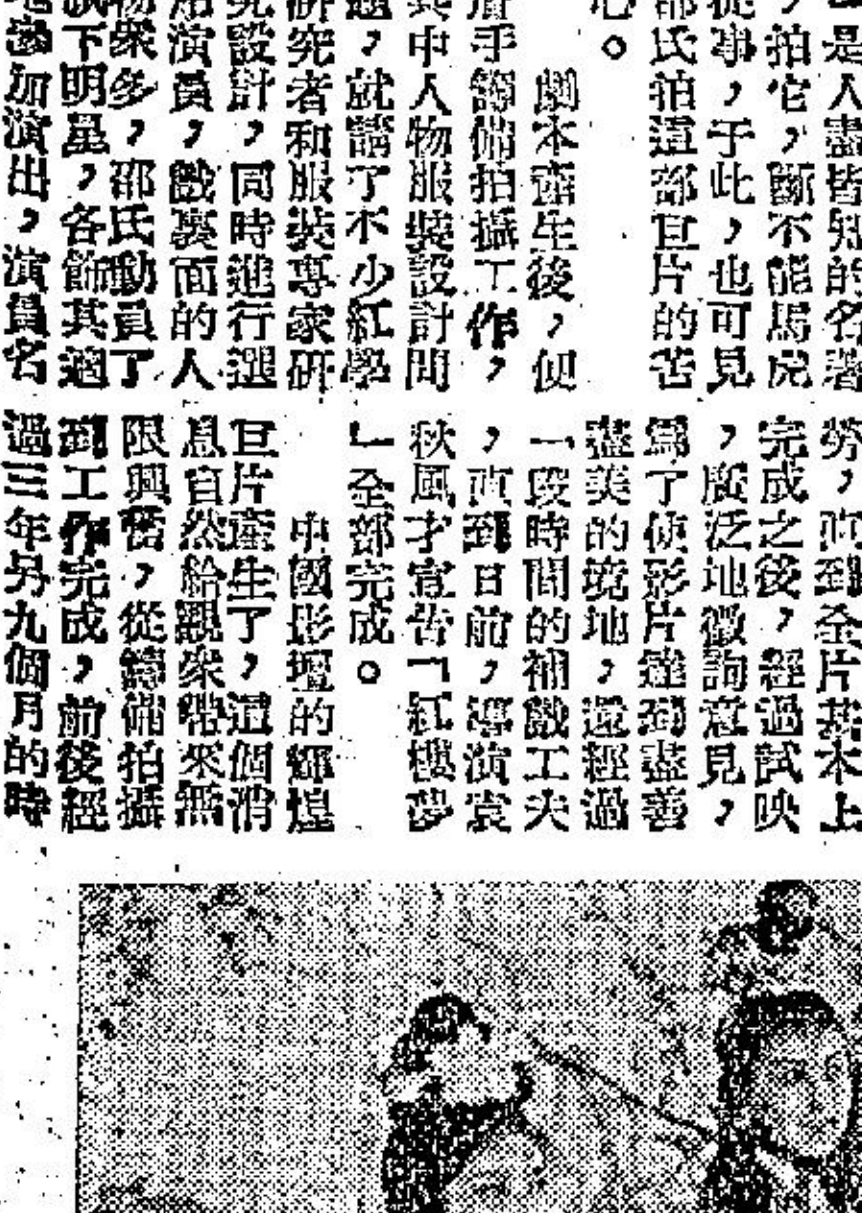 是人盡皆知的名著
，拍它，斷不能馬虎
從事，于此，也可見
邵氏拍這部巨片的苦
心。
劇本產生後，便
着手籌備拍攝工作，
其中人物服裝設計問
題，就請了不少紅學
研究者和服裝專家研
究設計，同時進行選
演員，戲裏面的人
物衆多，邵氏動員了
旗下明星，各飾其適
地參加演出，演員名
勞，直到全片基本上
完成之後，經過試映
，廣泛地徵詢意見，
爲了使影片達到盡善
盡美的境地，並經過
一段時間的補戲工夫
，直到日前，導演袁
秋風才宣告「紅樓夢
」全部完成。
中國影壇的輝煌
巨片產生了，這個消
息自然給觀衆帶來無
限興奮，從籌備拍攝
到工作完成，前後經
過三年另九個月的時